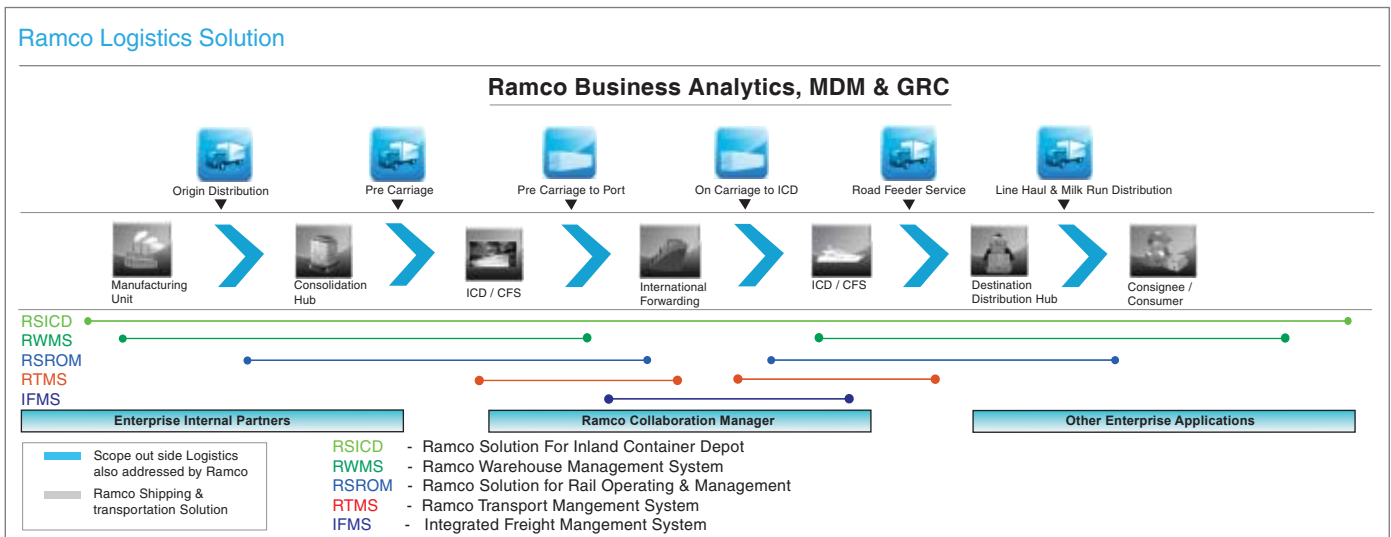 Ramco Logistics Solution
Ramco Business Analytics, MDM & GRC
Origin Distribution
Pre Carriage
Pre Carriage to Port
On Carriage to ICD
Road Feeder Service
Line Haul & Milk Run Distribution
Manufacturing
Unit
Consolidation
Hub
ICD / CFS
International
Forwarding
ICD / CFS
Destination
Distribution Hub
Consignee /
Consumer
RSICD
RWMS
RSROM
RTMS
IFMS
Enterprise Internal Partners
Ramco Collaboration Manager
Other Enterprise Applications
Scope out side Logistics
also addressed by Ramco
Ramco Shipping &
transportation Solution
RSICD - Ramco Solution For Inland Container Depot
RWMS - Ramco Warehouse Management System
RSROM - Ramco Solution for Rail Operating & Management
RTMS - Ramco Transport Mangement System
IFMS - Integrated Freight Mangement System